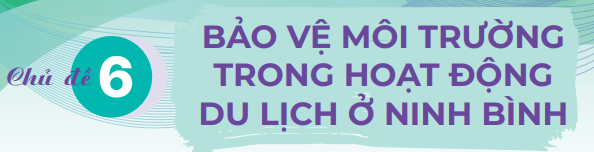 Chủ đề 6
BẢO VỆ MÔI TRƯỜNG
TRONG HOẠT ĐỘNG
DU LỊCH Ở NINH BÌNH